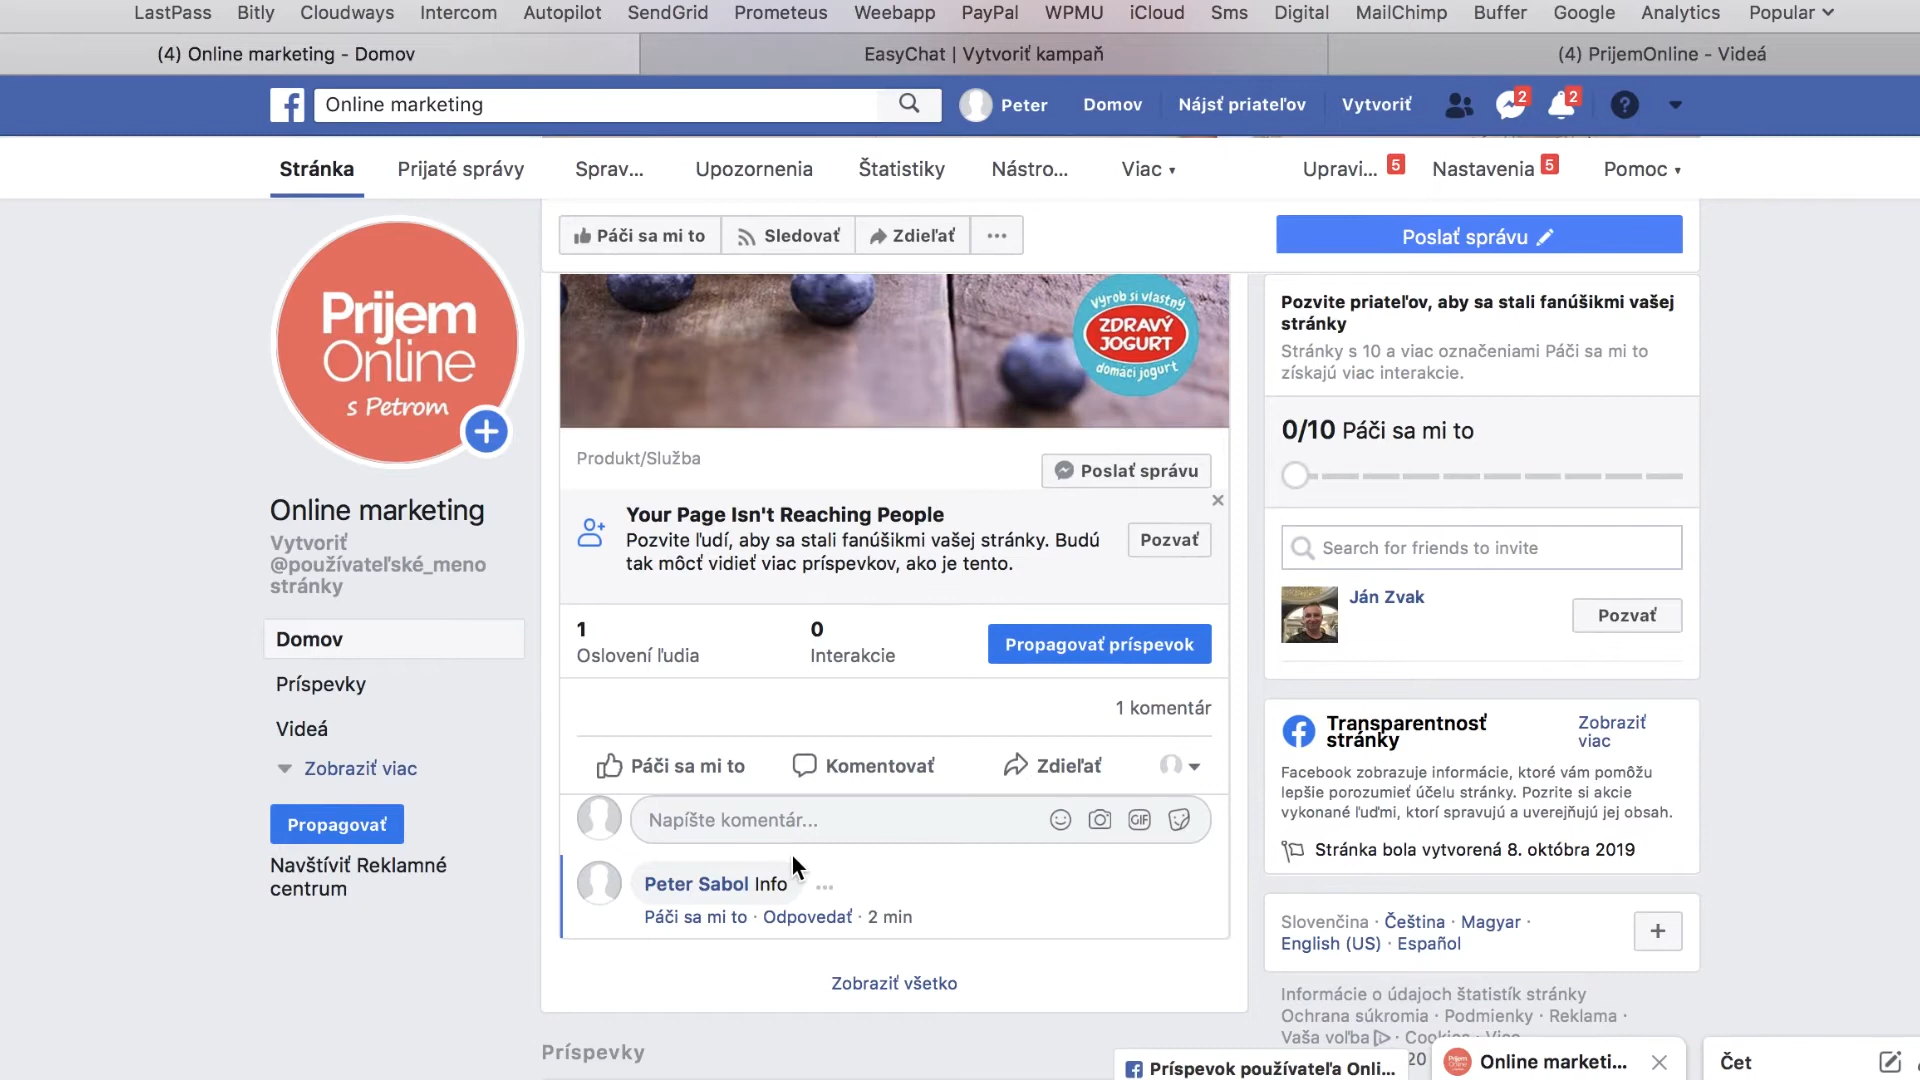 LastPass Bitly Cloudways Intercom Autopilot SendGrid Prometeus Weebapp PayPal WPMU iCloud Sms Digital MailChimp Buffer Google Analytics Popular
(4) Online marketing - Domov EasyChat | Vytvoriť kampaň (4) PrijemOnline - Videá
Online marketing Peter Domov Nájsť priateľov Vytvoriť 2 2
Stránka Prijaté správy Sprav... Upozornenia Štatistiky Nástro... Viac Upravi... 5 Nastavenia 5 Pomoc
Prijem
Online
s Petrom
Online marketing
Vytvoriť
@používateľské_meno
stránky
Domov
Príspevky
Videá
Zobraziť viac
Propagovať
Navštíviť Reklamné
centrum
Páči sa mi to Sledovať Zdieľať ...
Poslať správu
Vyrob si vlastný
ZDRAVÝ
JOGURT
domáci jogurt
Produkt/Služba
Poslať správu
Your Page Isn't Reaching People
Pozvite ľudí, aby sa stali fanúšikmi vašej stránky. Budú
tak môcť vidieť viac príspevkov, ako je tento.
Pozvať
1
Oslovení ľudia
0
Interakcie
Propagovať príspevok
1 komentár
Páči sa mi to Komentovať Zdieľať
Napíšte komentár...
GIF
Peter Sabol Info ...
Páči sa mi to · Odpovedať · 2 min
Zobraziť všetko
Príspevky
Pozvite priateľov, aby sa stali fanúšikmi vašej
stránky
Stránky s 10 a viac označeniami Páči sa mi to
získajú viac interakcie.
0/10 Páči sa mi to
Search for friends to invite
Ján Zvak
Pozvať
Transparentnosť
stránky
Zobraziť
viac
Facebook zobrazuje informácie, ktoré vám pomôžu
lepšie porozumieť účelu stránky. Pozrite si akcie
vykonané ľuďmi, ktorí spravujú a uverejňujú jej obsah.
Stránka bola vytvorená 8. októbra 2019
Slovenčina · Čeština · Magyar ·
English (US) · Español
Informácie o údajoch štatistík stránky
Ochrana súkromia · Podmienky · Reklama ·
Vaša voľba · Cookies · Viac
20
Príspevok používateľa Onli...
Online marketi...
Čet